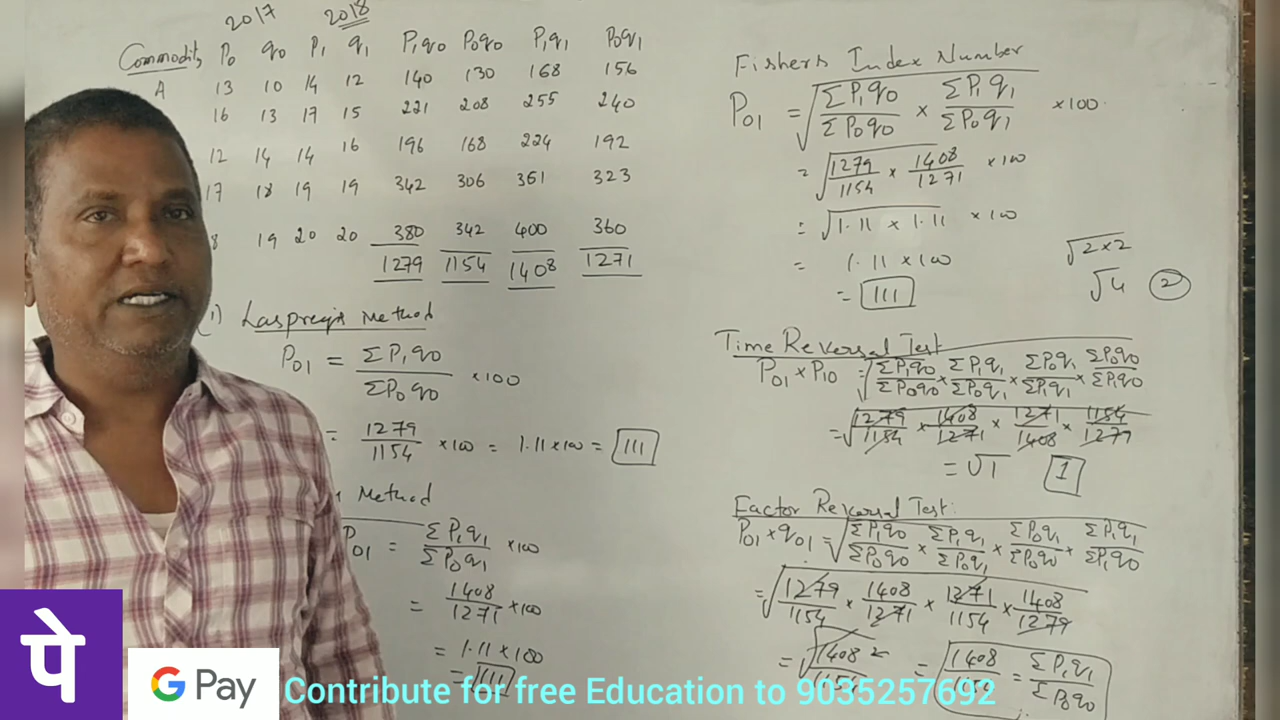 2017 2018
Commodity P0 q0 P1 q1 P1q0 P0q0 P1q1 P0q1
A 13 10 14 12 140 130 168 156
16 13 17 15 221 208 255 240
12 14 14 16 196 168 224 192
17 18 19 19 342 306 361 323
8 19 20 20 380 342 400 360
1279 1154 1408 1271
(1) Laspreyis Method
P01 = ΣP1q0 / ΣP0q0 ×100
= 1279/1154 ×100 = 1.11×100 = 111
Method
P01 = ΣP1q1 / ΣP0q1 ×100
= 1408/1271 ×100
= 1.11×100
= 111
Fishers Index Number
P01 = √(ΣP1q0/ΣP0q0 × ΣP1q1/ΣP0q1) ×100
= √(1279/1154 × 1408/1271) ×100
= √(1.11 × 1.11) ×100
= 1.11×100
= 111
√2×2
√4 2
Time Reversal Test
P01 × P10 = √(ΣP1q0/ΣP0q0 × ΣP1q1/ΣP0q1 × ΣP0q1/ΣP1q1 × ΣP0q0/ΣP1q0)
= √(1279/1154 × 1408/1271 × 1271/1408 × 1154/1279)
= √1 1
Factor Reversal Test:
P01 × q01 = √(ΣP1q0/ΣP0q0 × ΣP1q1/ΣP0q1 × ΣP0q1/ΣP0q0 × ΣP1q1/ΣP1q0)
= √(1279/1154 × 1408/1271 × 1271/1154 × 1408/1279)
= √(1408/1154)² = 1408/1154 = ΣP1q1/ΣP0q0
पे
G Pay
Contribute for free Education to 9035257692